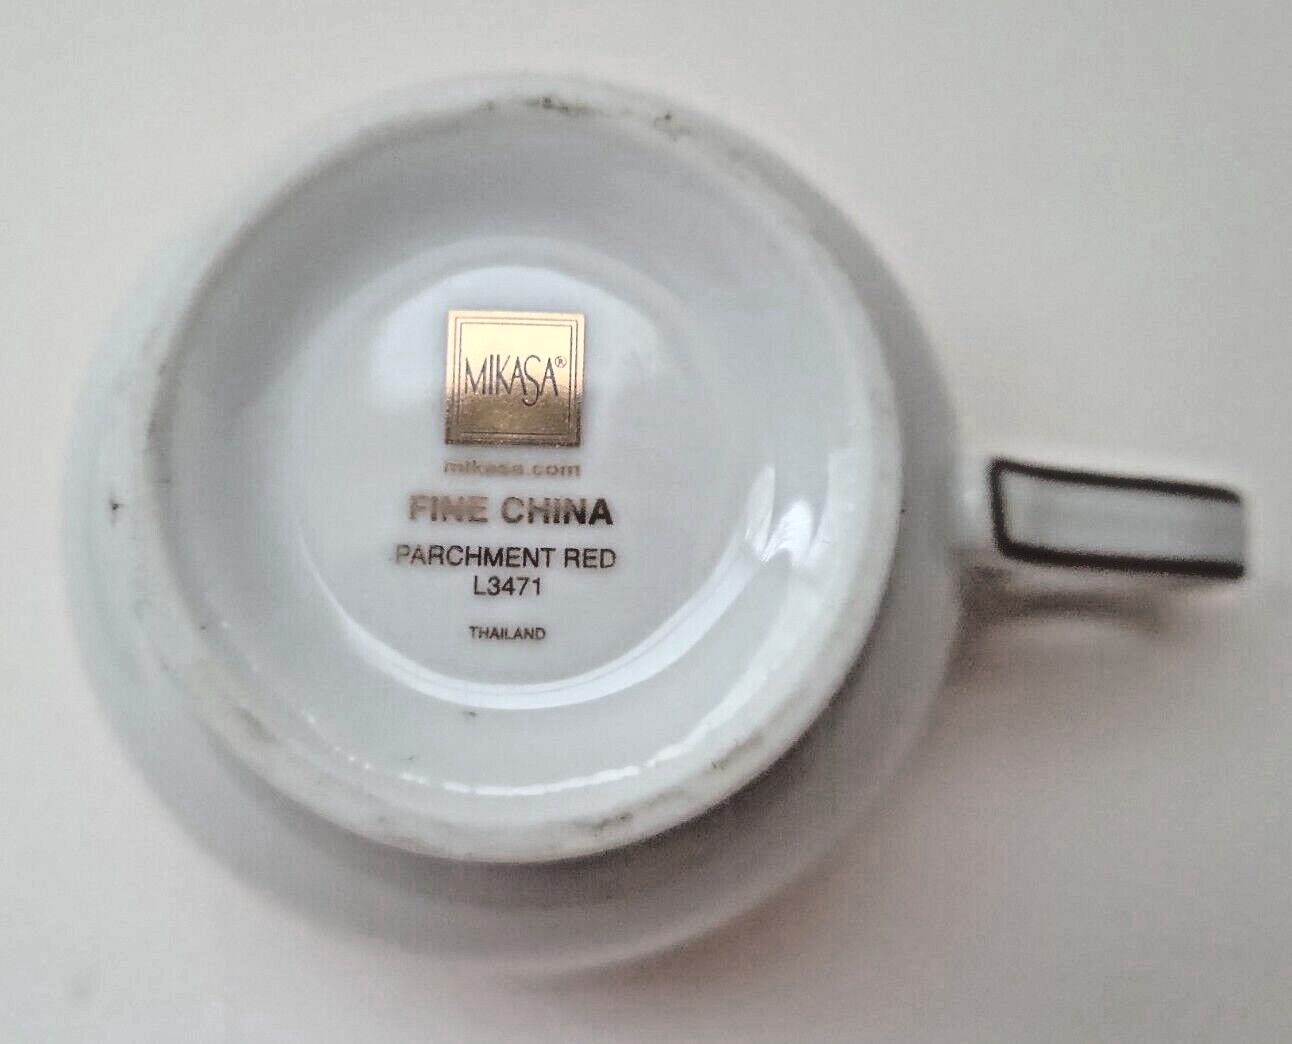 MIKASA®
mikasa.com
FINE CHINA
PARCHMENT RED
L3471
THAILAND